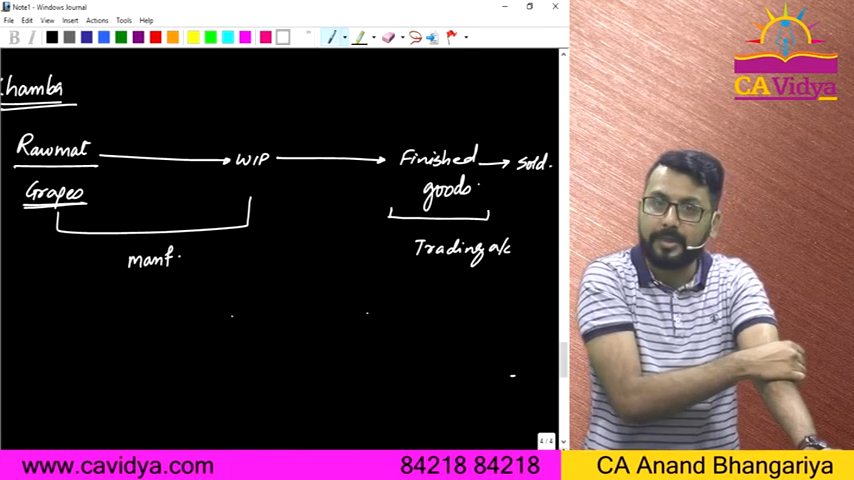 Note1 - Windows Journal
File Edit View Insert Actions Tools Help
B I
Chamba
Rawmat WIP Finished goods. Sold.
Grapes
manf.
Trading a/c
4 / 4
CA Vidya
www.cavidya.com 84218 84218 CA Anand Bhangariya